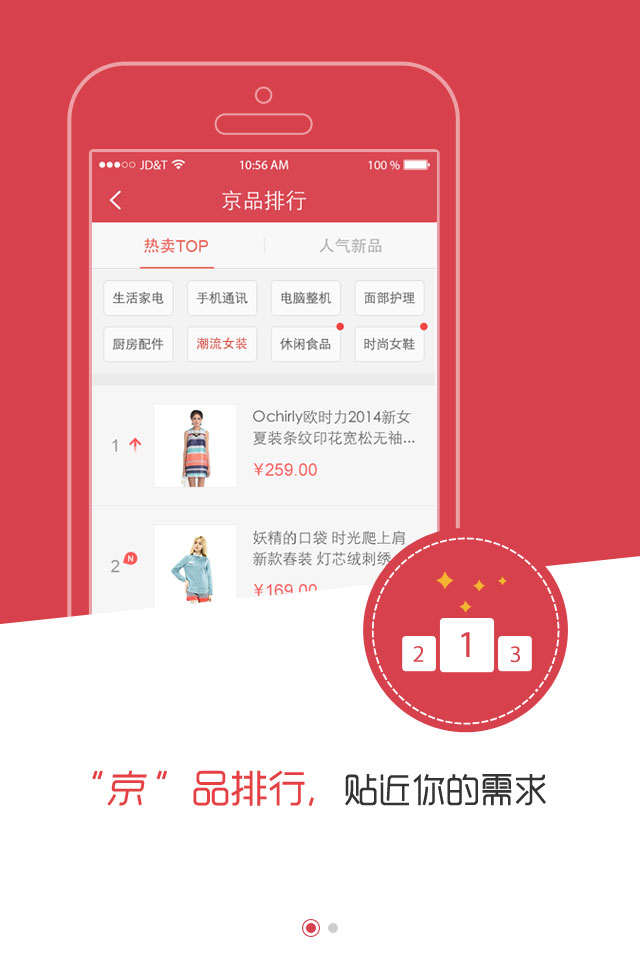 JD&T 10:56 AM 100 %
京品排行
热卖TOP 人气新品
生活家电 手机通讯 电脑整机 面部护理
厨房配件 潮流女装 休闲食品 时尚女鞋
1
Ochirly欧时力2014新女
夏装条纹印花宽松无袖...
¥259.00
2 N
妖精的口袋 时光爬上肩
新款春装 灯芯绒刺绣
¥169.00
2 1 3
“京”品排行，贴近你的需求